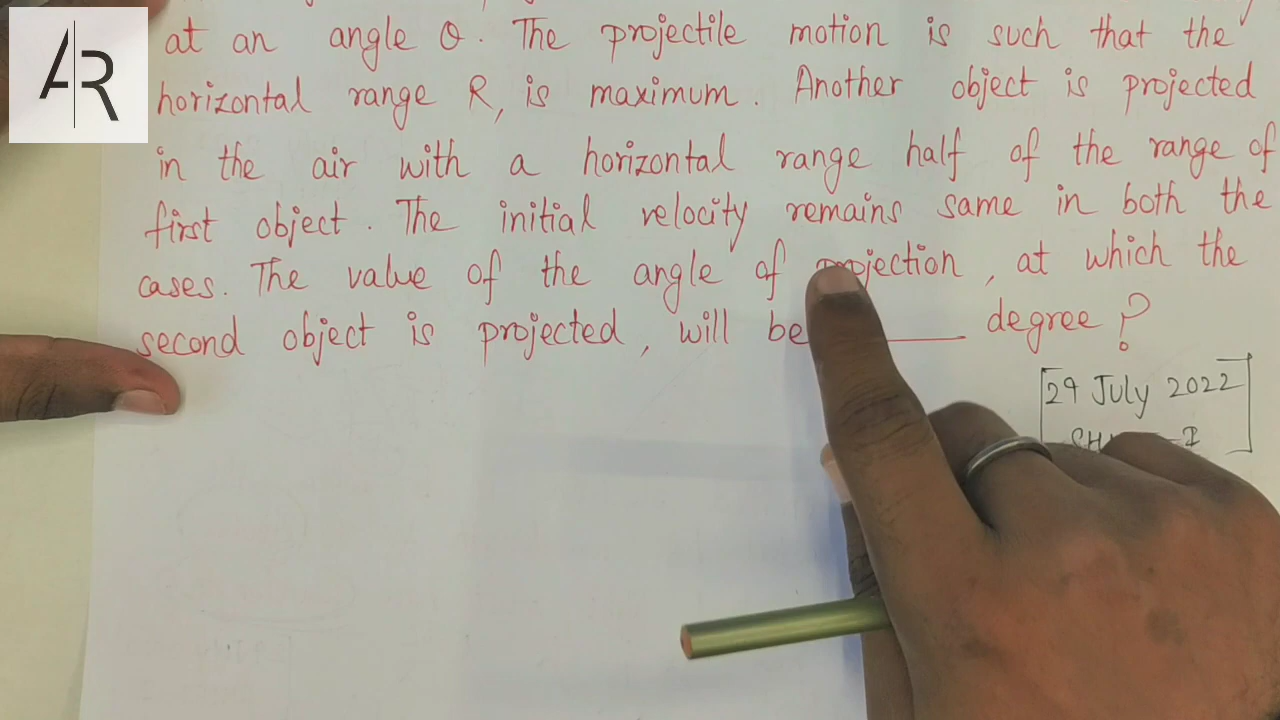 AR
at an angle θ. The projectile motion is such that the
horizontal range R, is maximum. Another object is projected
in the air with a horizontal range half of the range of
first object. The initial velocity remains same in both the
cases. The value of the angle of projection, at which the
second object is projected, will be ______ degree?
29 July 2022